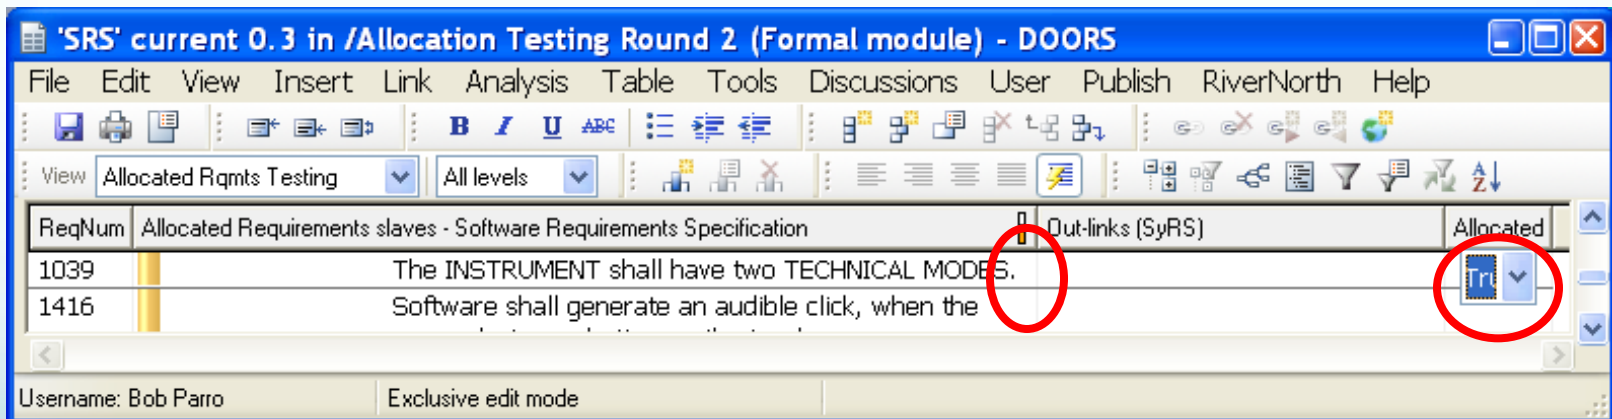 'SRS' current 0.3 in /Allocation Testing Round 2 (Formal module) - DOORS
File Edit View Insert Link Analysis Table Tools Discussions User Publish RiverNorth Help
B I U ABC
View Allocated Rqmts Testing All levels
ReqNum Allocated Requirements slaves - Software Requirements Specification Out-links (SyRS) Allocated
1039 The INSTRUMENT shall have two TECHNICAL MODES. Tru
1416 Software shall generate an audible click, when the
Username: Bob Parro Exclusive edit mode